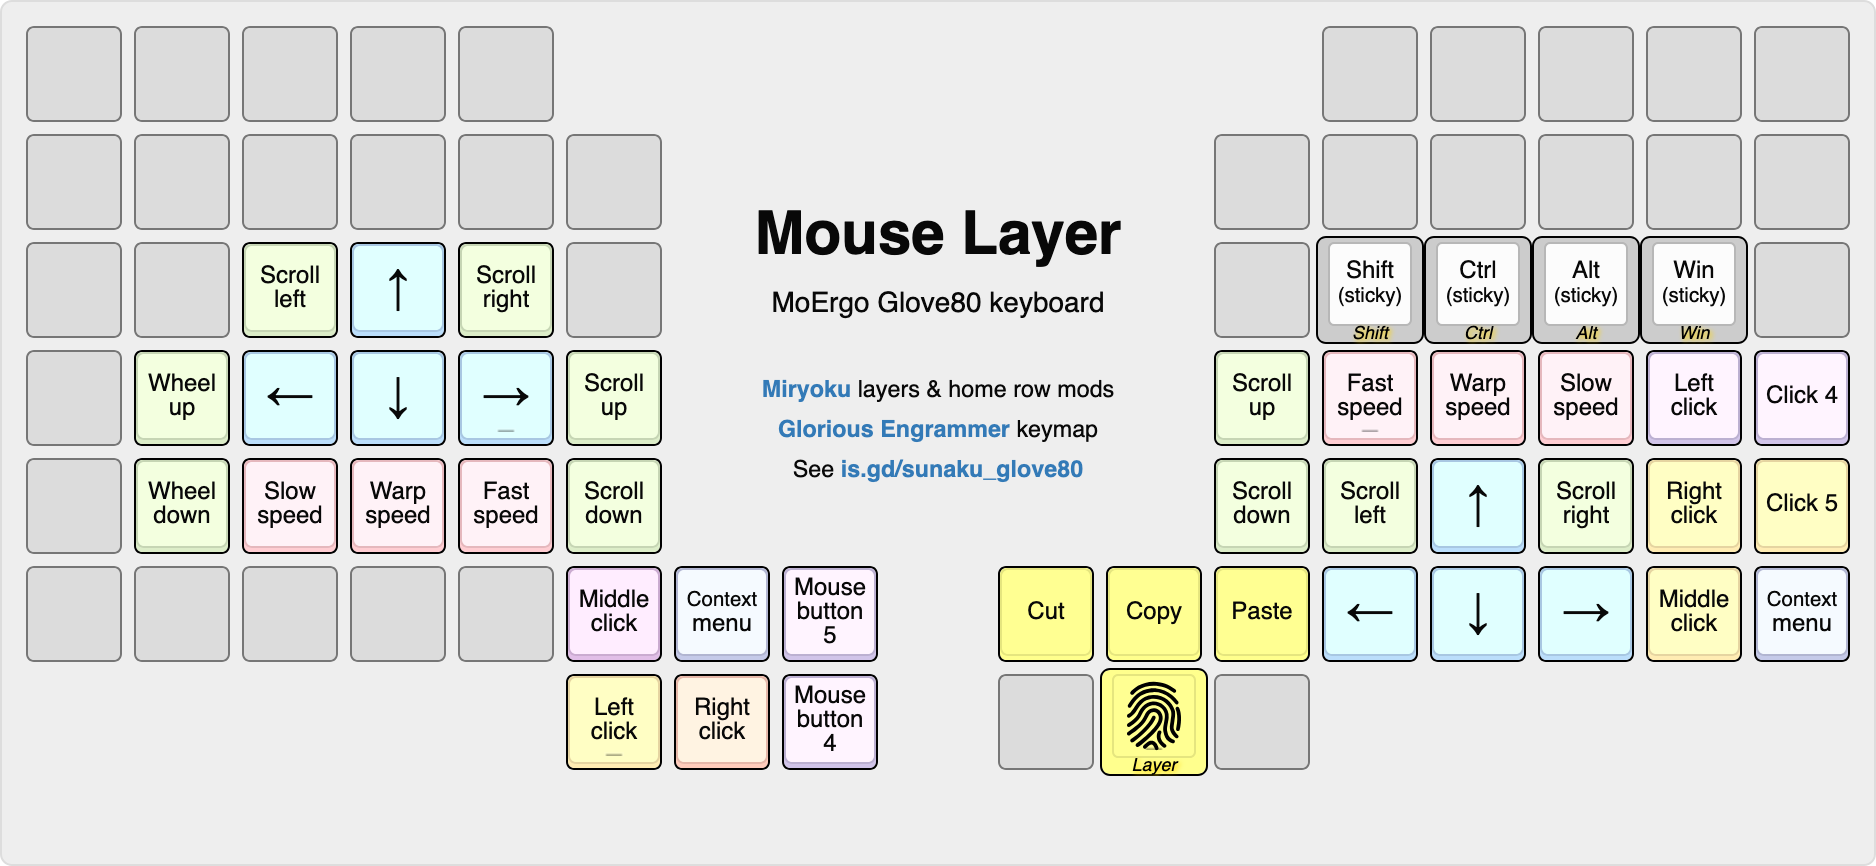 Mouse Layer
MoErgo Glove80 keyboard
Miryoku layers & home row mods
Glorious Engrammer keymap
See is.gd/sunaku_glove80
Scroll
left
↑
Scroll
right
Wheel
up
←
↓
→
_
Scroll
up
Wheel
down
Slow
speed
Warp
speed
Fast
speed
Scroll
down
Middle
click
Context
menu
Mouse
button
5
Left
click
_
Right
click
Mouse
button
4
Shift
(sticky)
Shift
Ctrl
(sticky)
Ctrl
Alt
(sticky)
Alt
Win
(sticky)
Win
Scroll
up
Fast
speed
_
Warp
speed
Slow
speed
Left
click
Click 4
Scroll
down
Scroll
left
↑
Scroll
right
Right
click
Click 5
Cut
Copy
Paste
←
↓
→
Middle
click
Context
menu
Layer